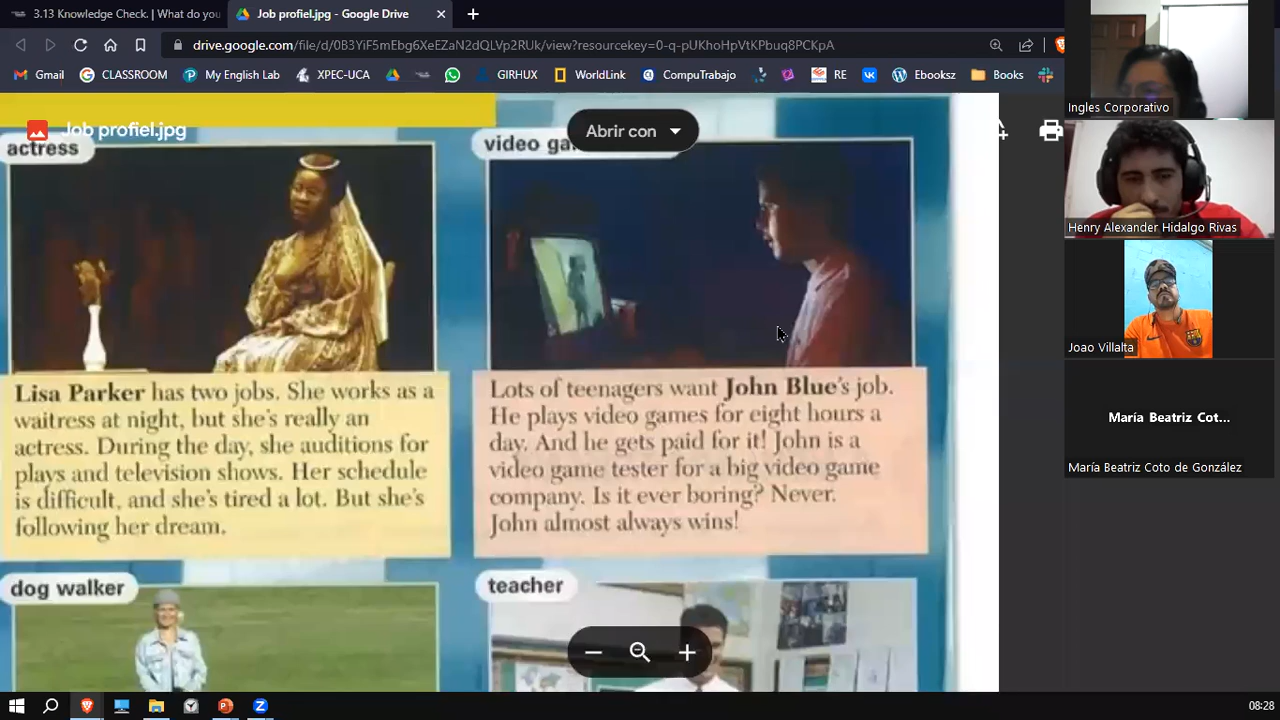 3.13 Knowledge Check. | What do you
Job profiel.jpg - Google Drive
drive.google.com/file/d/0B3YiF5mEbg6XeEZaN2dQLVp2RUk/view?resourcekey=0-q-pUKhoHpVtKPbuq8PCKpA
Gmail
CLASSROOM
My English Lab
XPEC-UCA
GIRHUX
WorldLink
CompuTrabajo
RE
Ebooksz
Books
Job profiel.jpg
Abrir con
actress
video ga
Lisa Parker has two jobs. She works as a
waitress at night, but she's really an
actress. During the day, she auditions for
plays and television shows. Her schedule
is difficult, and she's tired a lot. But she's
following her dream.
Lots of teenagers want John Blue's job.
He plays video games for eight hours a
day. And he gets paid for it! John is a
video game tester for a big video game
company. Is it ever boring? Never.
John almost always wins!
dog walker
teacher
Ingles Corporativo
Henry Alexander Hidalgo Rivas
Joao Villalta
María Beatriz Cot...
María Beatriz Coto de González
08:28